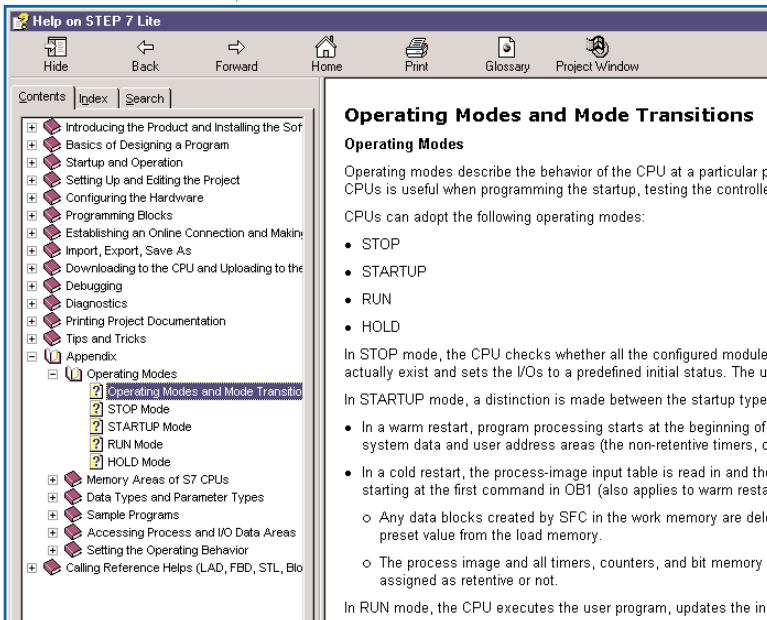 Help on STEP 7 Lite
Hide Back Forward Home Print Glossary Project Window
Contents Index Search
Introducing the Product and Installing the Sof
Basics of Designing a Program
Startup and Operation
Setting Up and Editing the Project
Configuring the Hardware
Programming Blocks
Establishing an Online Connection and Makin
Import, Export, Save As
Downloading to the CPU and Uploading to the
Debugging
Diagnostics
Printing Project Documentation
Tips and Tricks
Appendix
Operating Modes
Operating Modes and Mode Transitio
STOP Mode
STARTUP Mode
RUN Mode
HOLD Mode
Memory Areas of S7 CPUs
Data Types and Parameter Types
Sample Programs
Accessing Process and I/O Data Areas
Setting the Operating Behavior
Calling Reference Helps (LAD, FBD, STL, Blo
Operating Modes and Mode Transitions
Operating Modes
Operating modes describe the behavior of the CPU at a particular p
CPUs is useful when programming the startup, testing the controlle
CPUs can adopt the following operating modes:
• STOP
• STARTUP
• RUN
• HOLD
In STOP mode, the CPU checks whether all the configured module
actually exist and sets the I/Os to a predefined initial status. The u
In STARTUP mode, a distinction is made between the startup type
• In a warm restart, program processing starts at the beginning of
system data and user address areas (the non-retentive timers, c
• In a cold restart, the process-image input table is read in and the
starting at the first command in OB1 (also applies to warm resta
o Any data blocks created by SFC in the work memory are del
preset value from the load memory.
o The process image and all timers, counters, and bit memory
assigned as retentive or not.
In RUN mode, the CPU executes the user program, updates the in